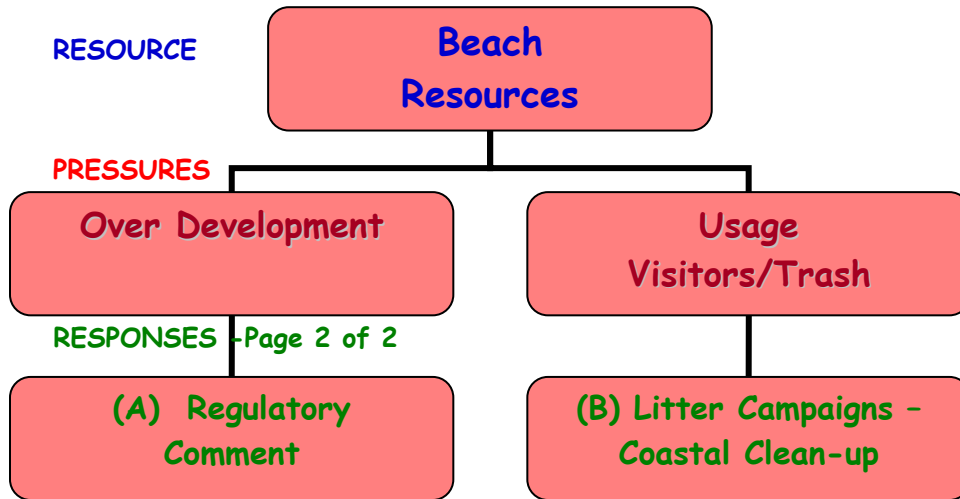 RESOURCE
Beach
Resources
PRESSURES
Over Development
Usage
Visitors/Trash
RESPONSES -Page 2 of 2
(A) Regulatory
Comment
(B) Litter Campaigns –
Coastal Clean-up